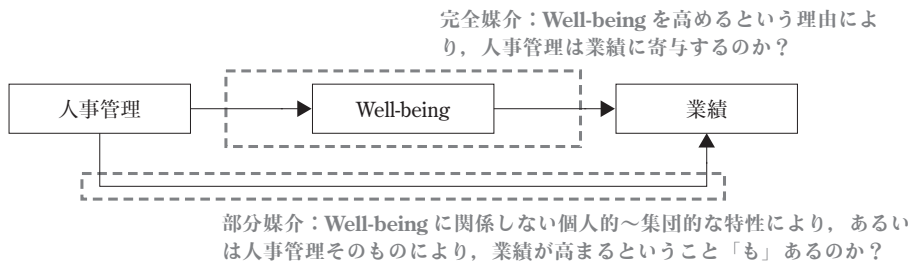 完全媒介：Well-being を高めるという理由によ
り，人事管理は業績に寄与するのか？
人事管理
Well-being
業績
部分媒介：Well-being に関係しない個人的～集団的な特性により，あるい
は人事管理そのものにより，業績が高まるということ「も」あるのか？